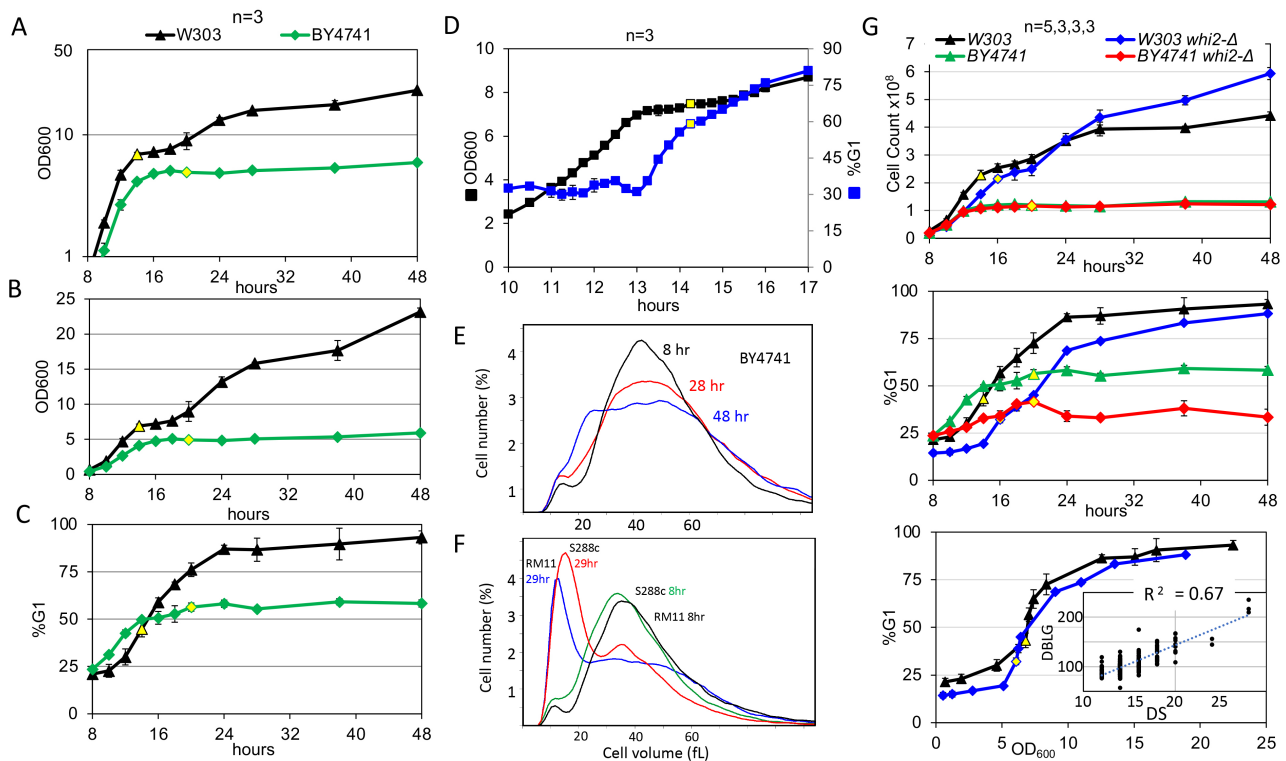 A
n=3
W303
BY4741
50
10
1
OD600
8 16 24 32 40 48
hours
B
25
20
15
10
5
0
OD600
8 16 24 32 40 48
hours
C
100
75
50
25
0
%G1
8 16 24 32 40 48
hours
D
n=3
10
8
6
4
2
0
OD600
90
75
60
45
30
15
0
%G1
10 11 12 13 14 15 16 17
hours
E
BY4741
8 hr
28 hr
48 hr
4
3
2
1
Cell number (%)
20 40 60
F
S288c
29hr
RM11
29hr
S288c 8hr
RM11 8hr
4
3
2
1
Cell number (%)
20 40 60
Cell volume (fL)
G
n=5,3,3,3
W303
W303 whi2-Δ
BY4741
BY4741 whi2-Δ
7
6
5
4
3
2
1
0
Cell Count x10⁸
8 16 24 32 40 48
hours
100
75
50
25
0
%G1
8 16 24 32 40 48
hours
100
75
50
25
0
%G1
R² = 0.67
200
100
DBLG
10 15 20 25
DS
0 5 10 15 20 25
OD₆₀₀